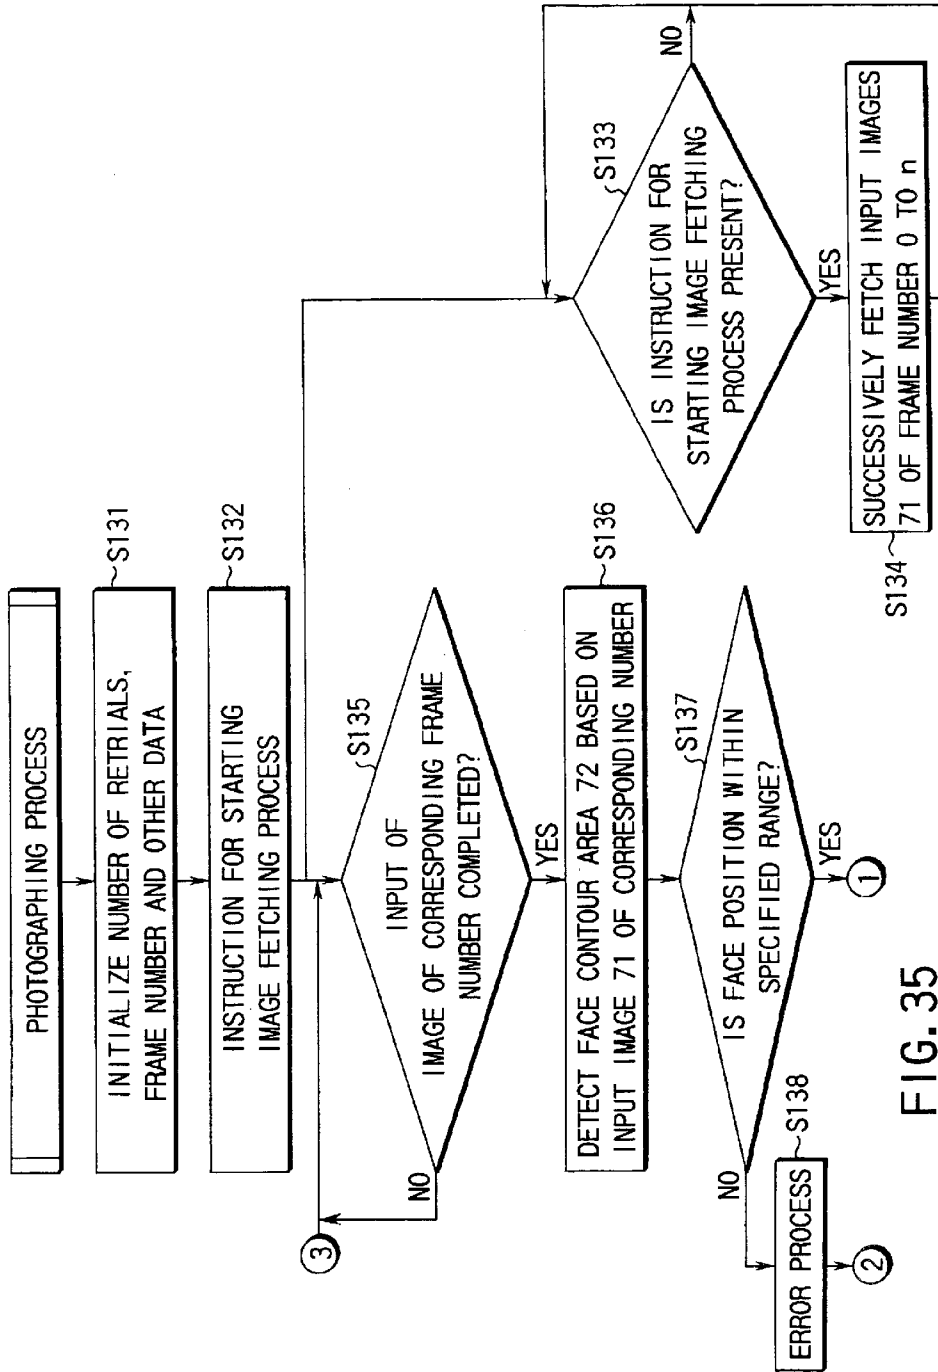 PHOTOGRAPHING PROCESS
INITIALIZE NUMBER OF RETRIALS,
FRAME NUMBER AND OTHER DATA
S131
INSTRUCTION FOR STARTING
IMAGE FETCHING PROCESS
S132
3
INPUT OF
IMAGE OF CORRESPONDING FRAME
NUMBER COMPLETED?
S135
NO
YES
DETECT FACE CONTOUR AREA 72 BASED ON
INPUT IMAGE 71 OF CORRESPONDING NUMBER
S136
IS FACE POSITION WITHIN
SPECIFIED RANGE?
S137
NO
YES
ERROR PROCESS
S138
2
1
IS INSTRUCTION FOR
STARTING IMAGE FETCHING
PROCESS PRESENT?
S133
NO
YES
SUCCESSIVELY FETCH INPUT IMAGES
71 OF FRAME NUMBER 0 TO n
S134
FIG. 35